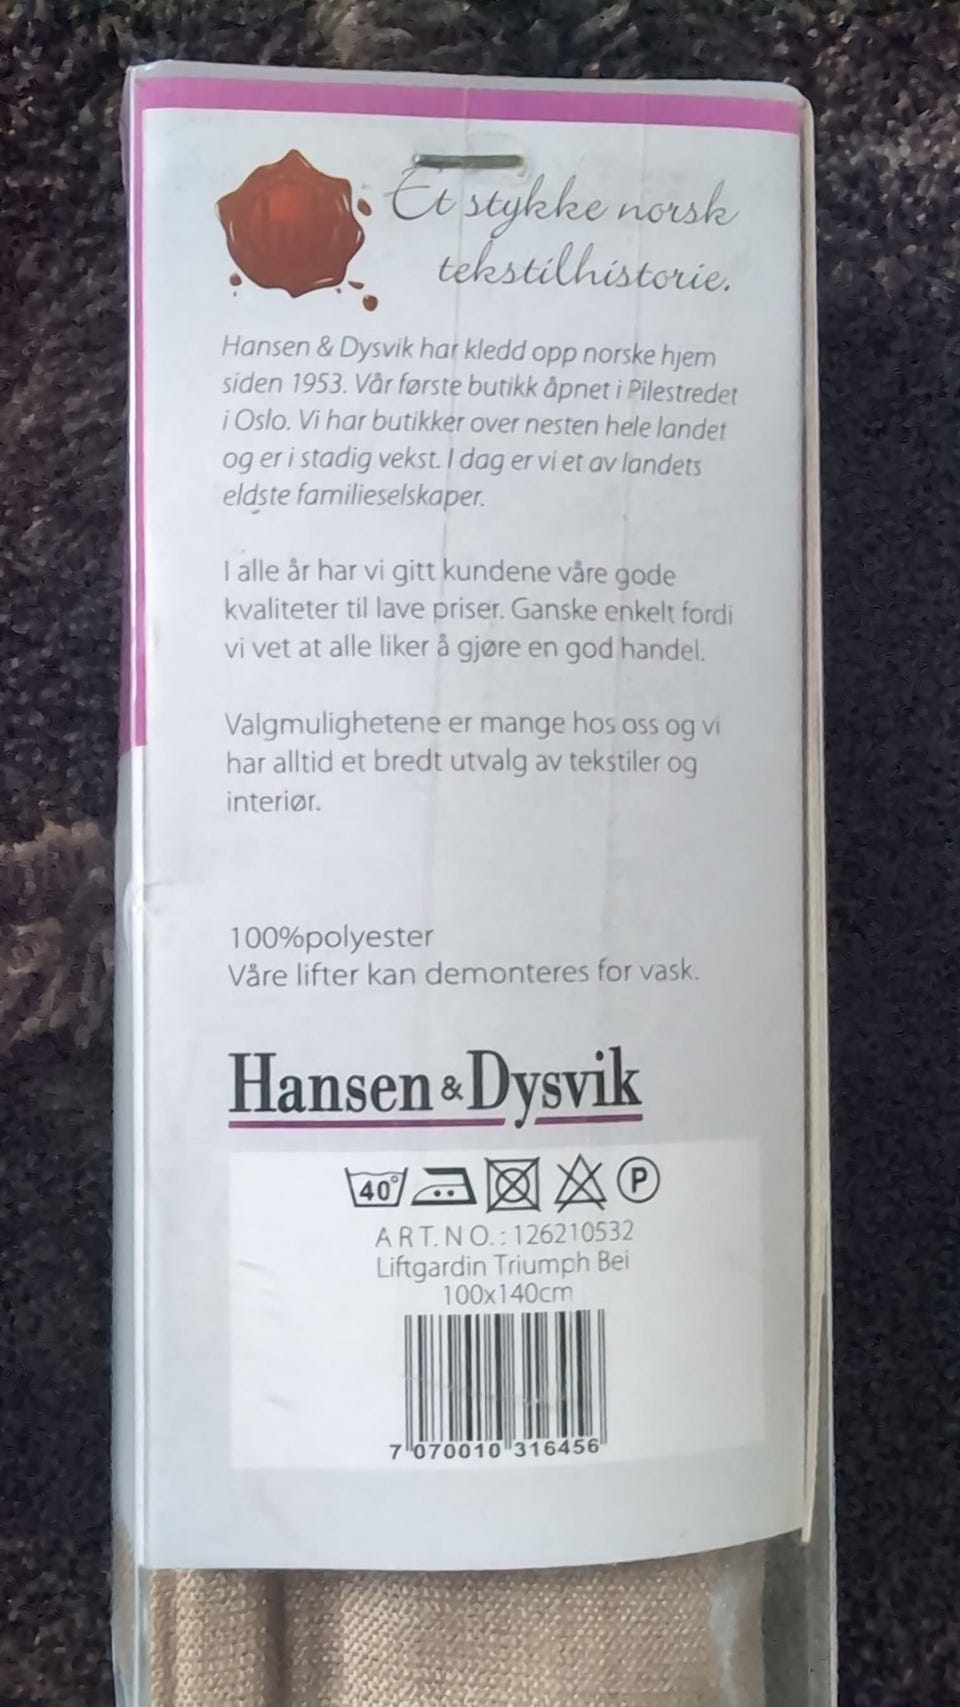 Et stykke norsk
tekstilhistorie.
Hansen & Dysvik har kledd opp norske hjem
siden 1953. Vår første butikk åpnet i Pilestredet
i Oslo. Vi har butikker over nesten hele landet
og er i stadig vekst. I dag er vi et av landets
eldste familieselskaper.
I alle år har vi gitt kundene våre gode
kvaliteter til lave priser. Ganske enkelt fordi
vi vet at alle liker å gjøre en god handel.
Valgmulighetene er mange hos oss og vi
har alltid et bredt utvalg av tekstiler og
interiør.
100%polyester
Våre lifter kan demonteres for vask.
Hansen & Dysvik
40° P
ART.NO.: 126210532
Liftgardin Triumph Bei
100x140cm
7 070010 316456